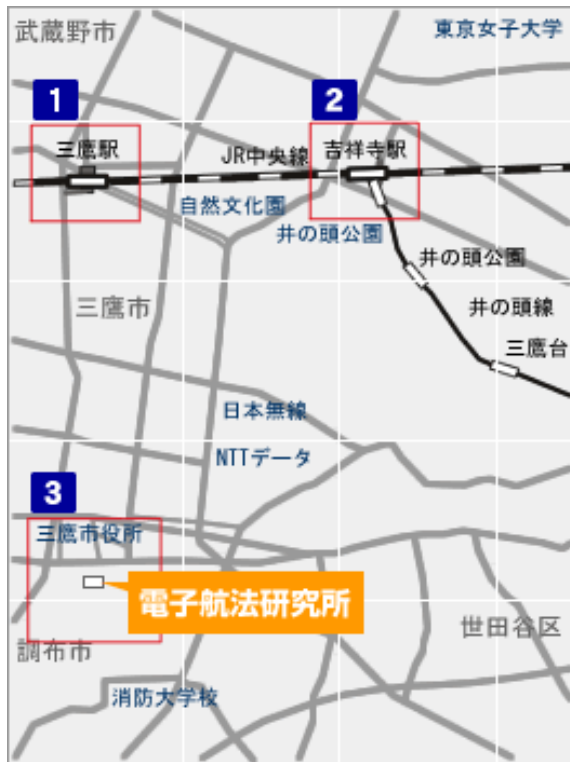 武蔵野市
東京女子大学
1
2
三鷹駅
JR中央線
吉祥寺駅
自然文化園
井の頭公園
井の頭公園
三鷹市
井の頭線
三鷹台
日本無線
NTTデータ
3
三鷹市役所
電子航法研究所
世田谷区
調布市
消防大学校